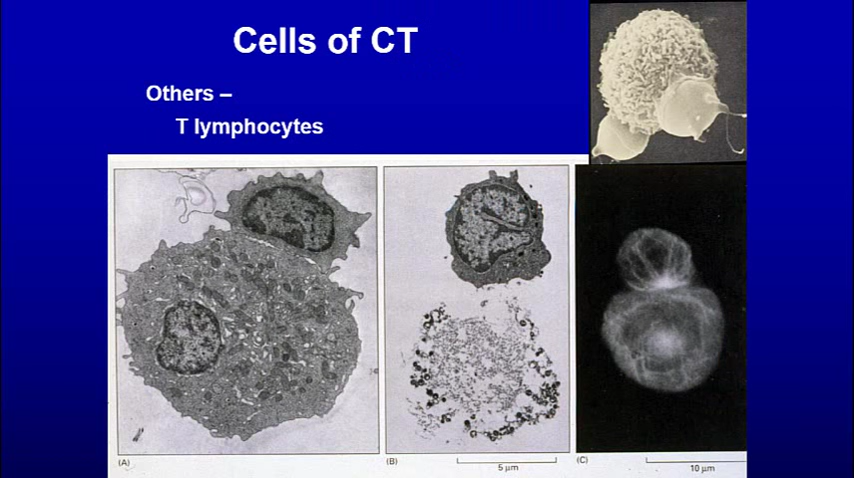 Cells of CT
Others –
T lymphocytes
(A)
(B)
5 μm
(C)
10 μm